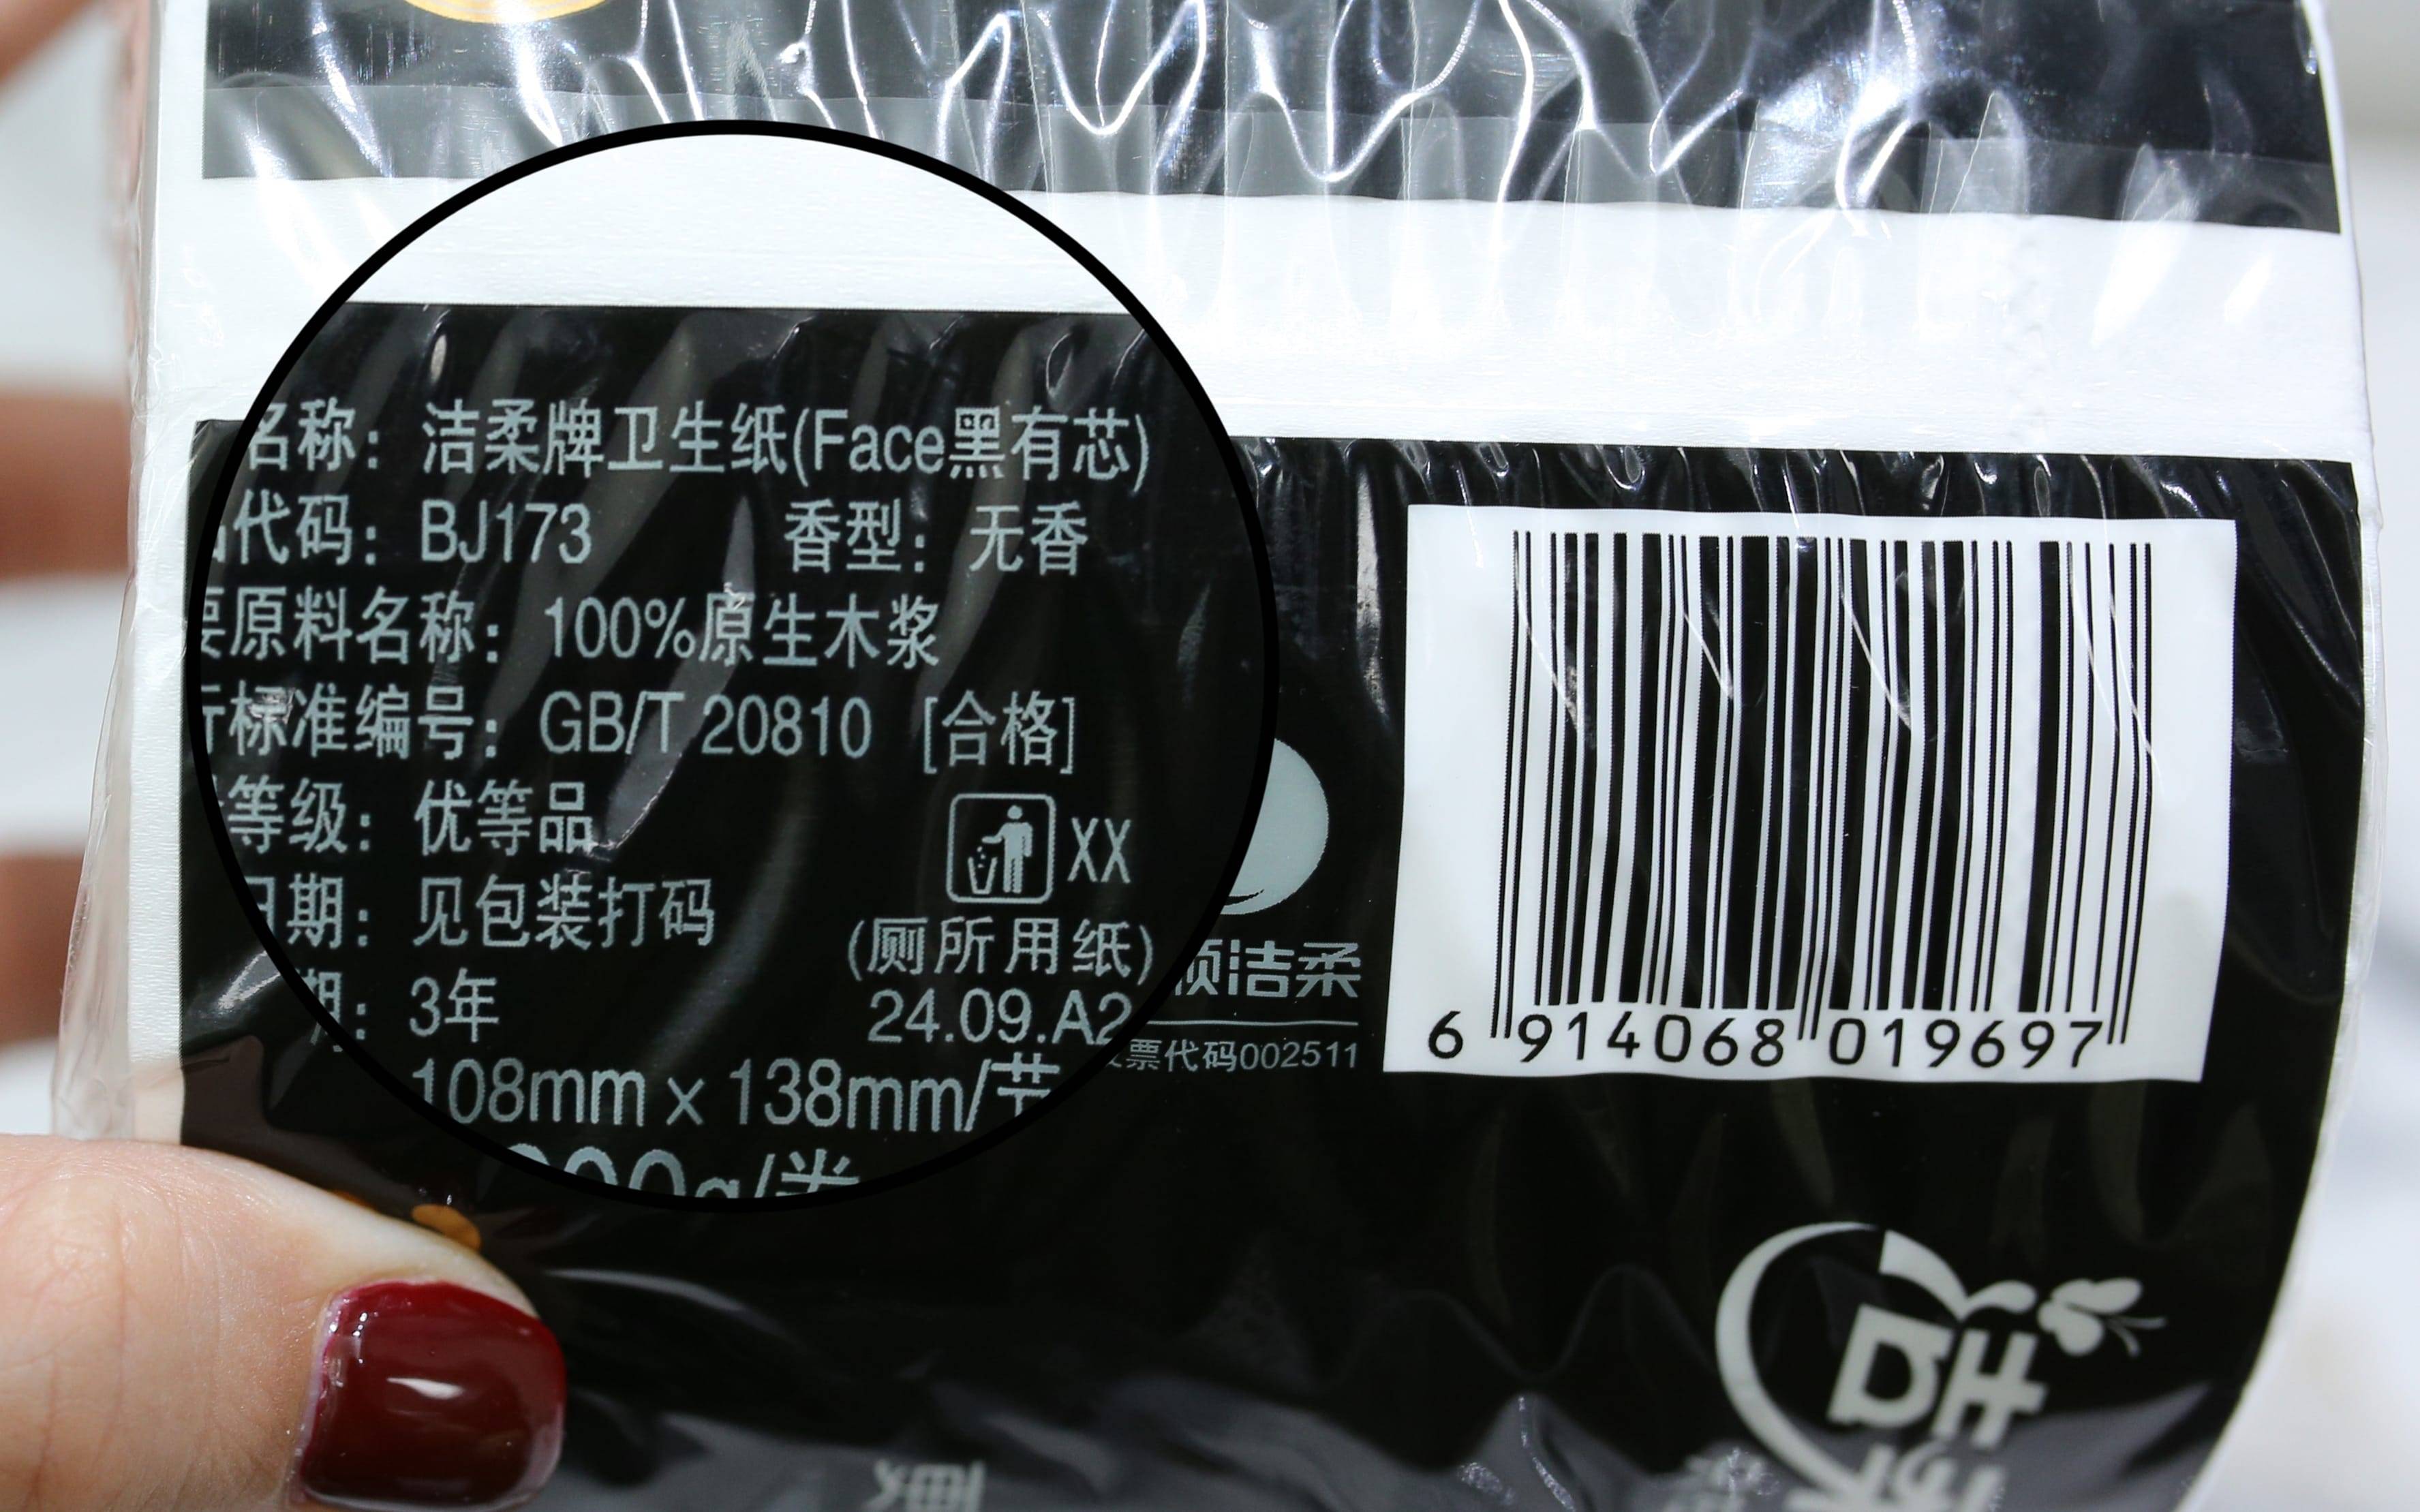 名称：洁柔牌卫生纸(Face黑有芯)
代码：BJ173 香型：无香
原料名称：100%原生木浆
标准编号：GB/T 20810 [合格]
等级：优等品
XX
期：见包装打码
(厕所用纸)
期：3年
24.09.A2
108mm x 138mm/节
洁柔
票代码002511
6 914068 019697